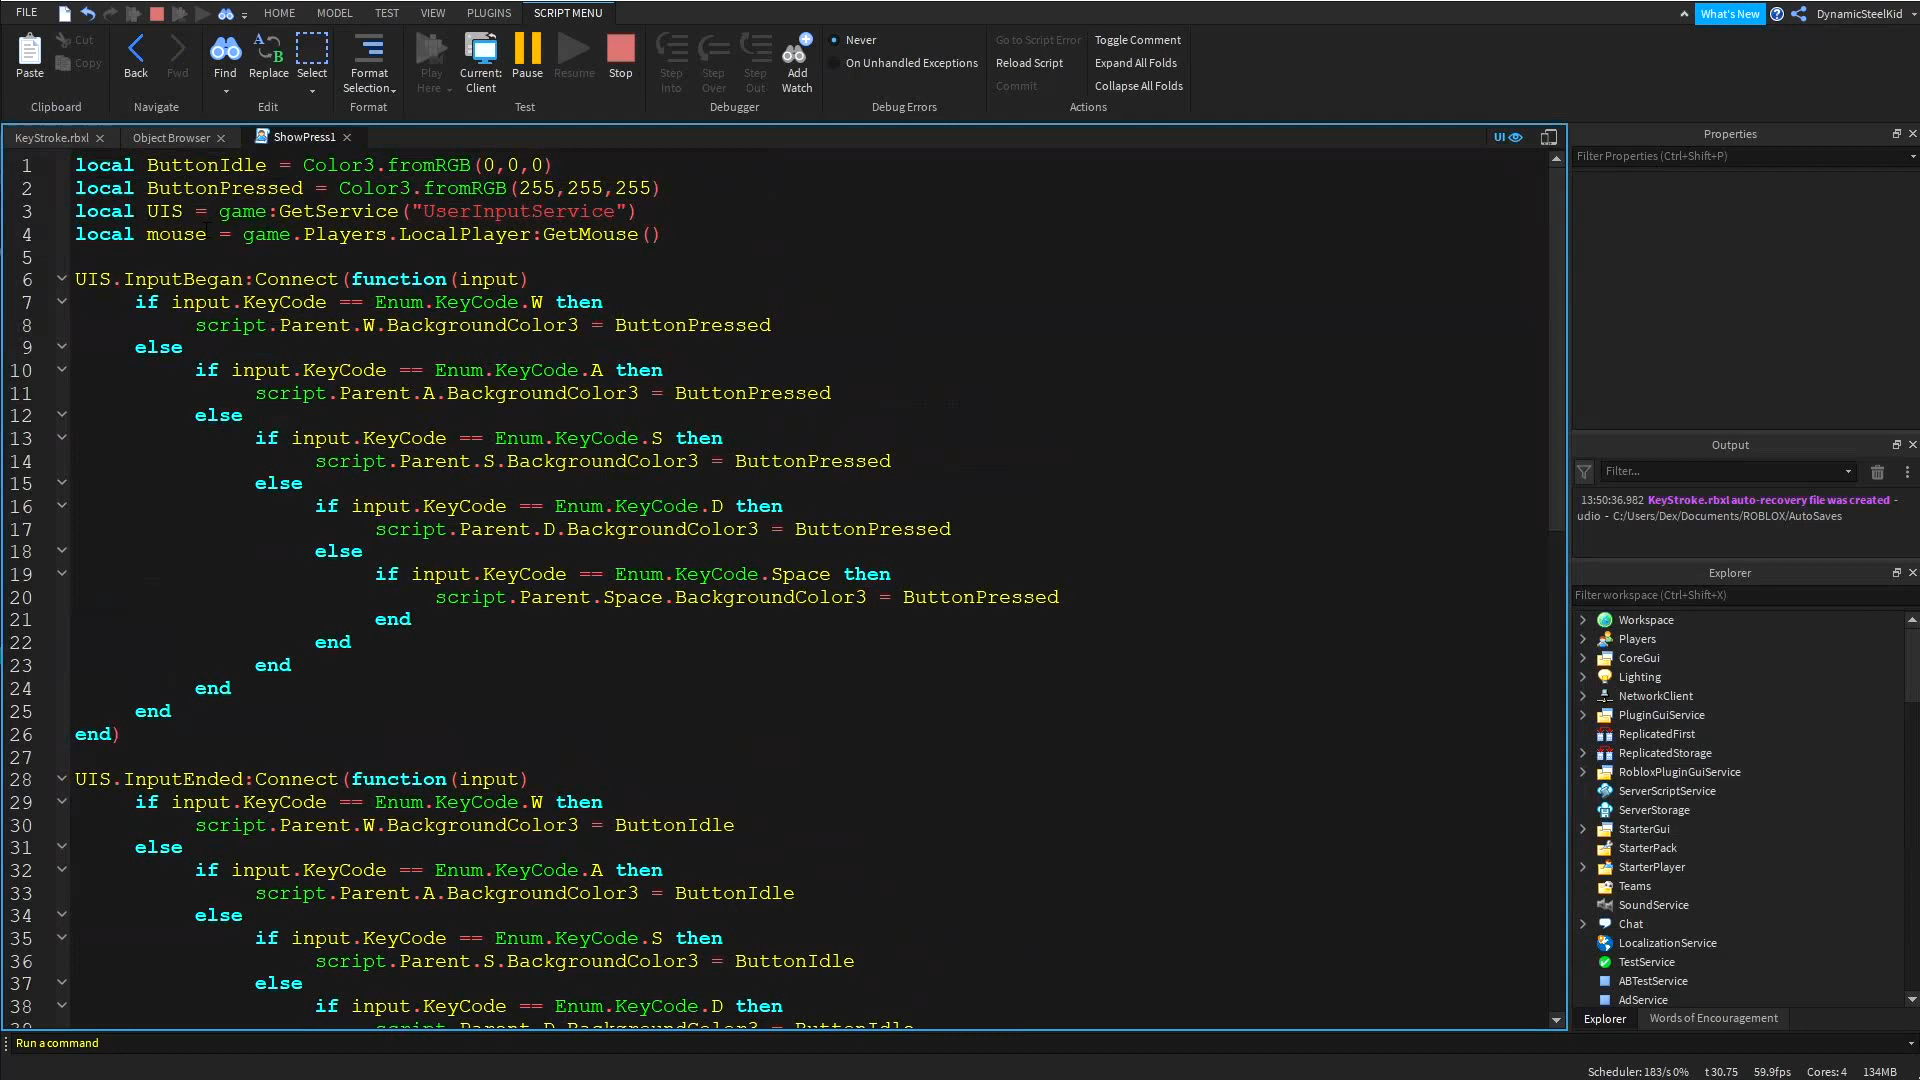 FILE
HOME
MODEL
TEST
VIEW
PLUGINS
SCRIPT MENU
What's New
DynamicSteelKid
Paste
Cut
Copy
Clipboard
Back
Fwd
Navigate
Find
Replace
Select
Edit
Format
Selection
Format
Play
Here
Current:
Client
Pause
Resume
Stop
Test
Step
Into
Step
Over
Step
Out
Add
Watch
Debugger
Never
On Unhandled Exceptions
Debug Errors
Go to Script Error
Reload Script
Commit
Toggle Comment
Expand All Folds
Collapse All Folds
Actions
KeyStroke.rbxl
Object Browser
ShowPress1
UI
1 local ButtonIdle = Color3.fromRGB(0,0,0)
2 local ButtonPressed = Color3.fromRGB(255,255,255)
3 local UIS = game:GetService("UserInputService")
4 local mouse = game.Players.LocalPlayer:GetMouse()
5
6 UIS.InputBegan:Connect(function(input)
7 if input.KeyCode == Enum.KeyCode.W then
8 script.Parent.W.BackgroundColor3 = ButtonPressed
9 else
10 if input.KeyCode == Enum.KeyCode.A then
11 script.Parent.A.BackgroundColor3 = ButtonPressed
12 else
13 if input.KeyCode == Enum.KeyCode.S then
14 script.Parent.S.BackgroundColor3 = ButtonPressed
15 else
16 if input.KeyCode == Enum.KeyCode.D then
17 script.Parent.D.BackgroundColor3 = ButtonPressed
18 else
19 if input.KeyCode == Enum.KeyCode.Space then
20 script.Parent.Space.BackgroundColor3 = ButtonPressed
21 end
22 end
23 end
24 end
25 end
26 end)
27
28 UIS.InputEnded:Connect(function(input)
29 if input.KeyCode == Enum.KeyCode.W then
30 script.Parent.W.BackgroundColor3 = ButtonIdle
31 else
32 if input.KeyCode == Enum.KeyCode.A then
33 script.Parent.A.BackgroundColor3 = ButtonIdle
34 else
35 if input.KeyCode == Enum.KeyCode.S then
36 script.Parent.S.BackgroundColor3 = ButtonIdle
37 else
38 if input.KeyCode == Enum.KeyCode.D then
39 script.Parent.D.BackgroundColor3 = ButtonIdle
Run a command
Properties
Filter Properties (Ctrl+Shift+P)
Output
Filter...
13:50:36.982 KeyStroke.rbxl auto-recovery file was created -
udio - C:/Users/Dex/Documents/ROBLOX/AutoSaves
Explorer
Filter workspace (Ctrl+Shift+X)
Workspace
Players
CoreGui
Lighting
NetworkClient
PluginGuiService
ReplicatedFirst
ReplicatedStorage
RobloxPluginGuiService
ServerScriptService
ServerStorage
StarterGui
StarterPack
StarterPlayer
Teams
SoundService
Chat
LocalizationService
TestService
ABTestService
AdService
Explorer
Words of Encouragement
Scheduler: 183/s 0% t 30.75 59.9fps Cores: 4 134MB